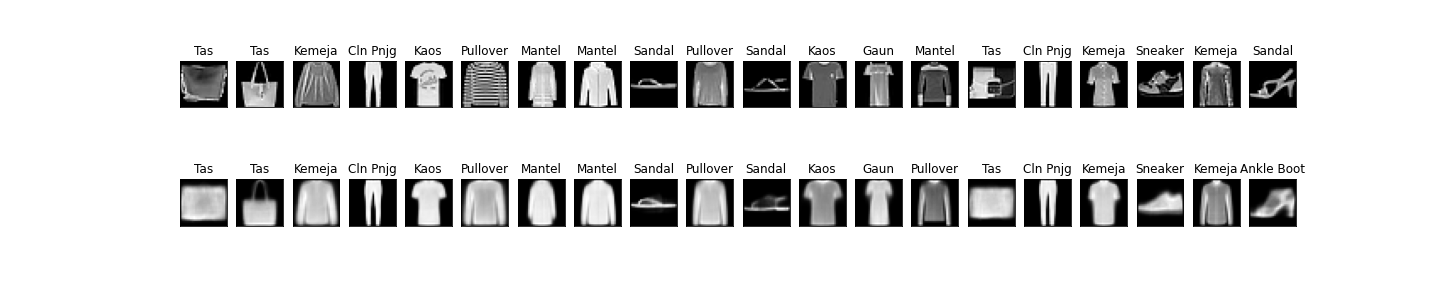 Tas Tas Kemeja Cln Pnjg Kaos Pullover Mantel Mantel Sandal Pullover Sandal Kaos Gaun Mantel Tas Cln Pnjg Kemeja Sneaker Kemeja Sandal
Tas Tas Kemeja Cln Pnjg Kaos Pullover Mantel Mantel Sandal Pullover Sandal Kaos Gaun Pullover Tas Cln Pnjg Kemeja Sneaker Kemeja Ankle Boot